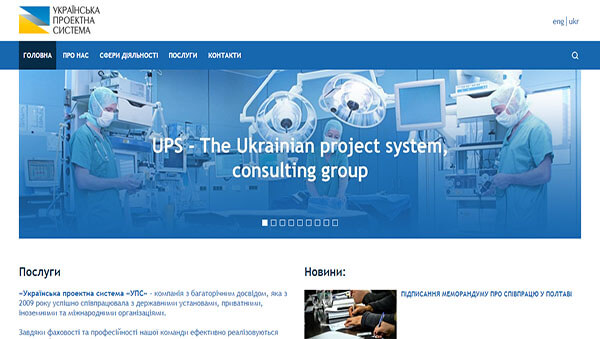 УКРАЇНСЬКА
ПРОЕКТНА
СИСТЕМА
eng | ukr
ГОЛОВНА ПРО НАС СФЕРИ ДІЯЛЬНОСТІ ПОСЛУГИ КОНТАКТИ
UPS - The Ukrainian project system,
consulting group
Послуги
«Українська проектна система «УПС» - компанія з багаторічним досвідом, яка з
2009 року успішно співпрацювала з державними установами, приватними,
іноземними та міжнародними організаціями.
Завдяки фаховості та професійності нашої команди ефективно реалізовуються
Новини:
ПІДПИСАННЯ МЕМОРАНДУМУ ПРО СПІВПРАЦЮ У ПОЛТАВІ